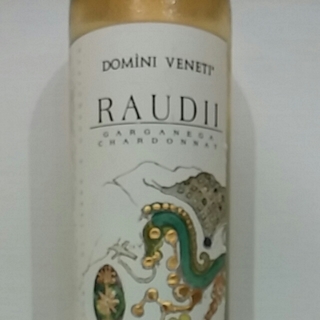 DOMÌNI VENETI®
RAUDII
GARGANEGA
CHARDONNAY